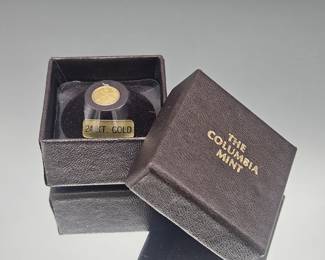 24 KT. GOLD
THE
COLUMBIA
MINT